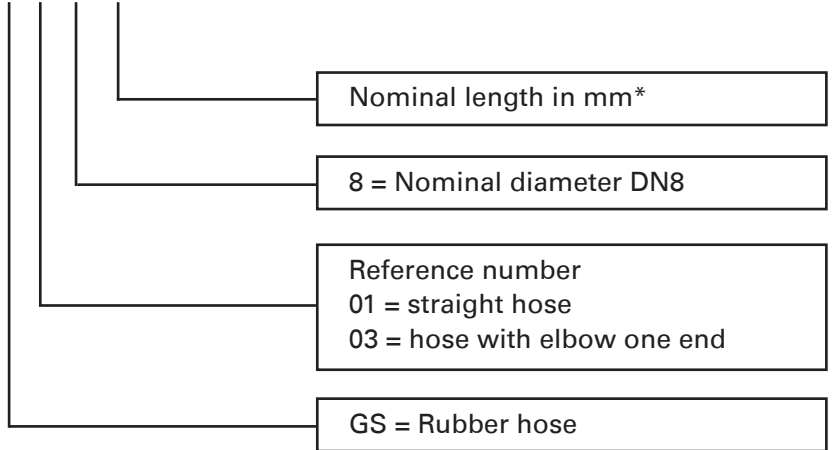 Nominal length in mm*
8 = Nominal diameter DN8
Reference number
01 = straight hose
03 = hose with elbow one end
GS = Rubber hose